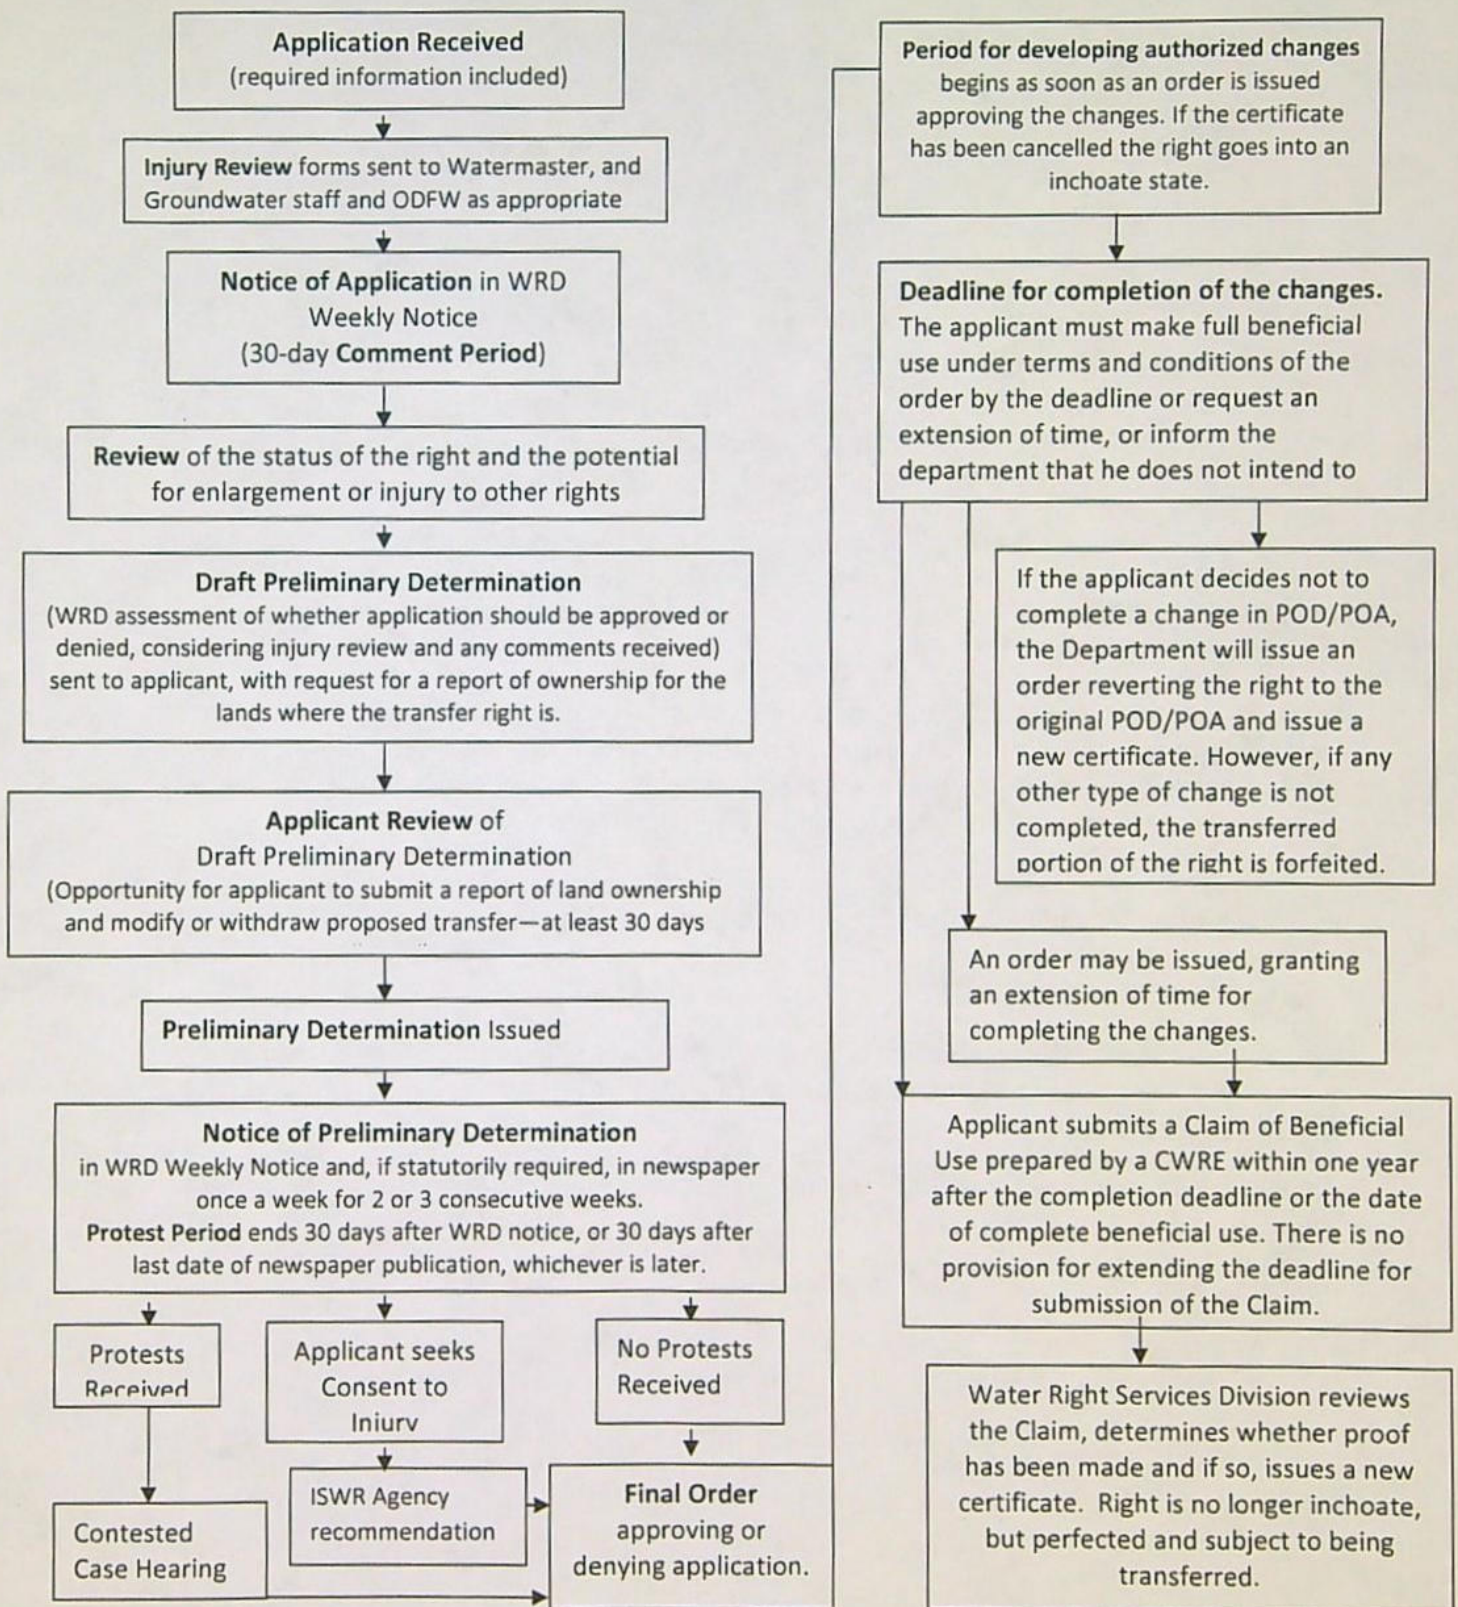 Application Received
(required information included)
Injury Review forms sent to Watermaster, and
Groundwater staff and ODFW as appropriate
Notice of Application in WRD
Weekly Notice
(30-day Comment Period)
Review of the status of the right and the potential
for enlargement or injury to other rights
Draft Preliminary Determination
(WRD assessment of whether application should be approved or
denied, considering injury review and any comments received)
sent to applicant, with request for a report of ownership for the
lands where the transfer right is.
Applicant Review of
Draft Preliminary Determination
(Opportunity for applicant to submit a report of land ownership
and modify or withdraw proposed transfer—at least 30 days
Preliminary Determination Issued
Notice of Preliminary Determination
in WRD Weekly Notice and, if statutorily required, in newspaper
once a week for 2 or 3 consecutive weeks.
Protest Period ends 30 days after WRD notice, or 30 days after
last date of newspaper publication, whichever is later.
Protests
Received
Applicant seeks
Consent to
Injury
No Protests
Received
Contested
Case Hearing
ISWR Agency
recommendation
Final Order
approving or
denying application.
Period for developing authorized changes
begins as soon as an order is issued
approving the changes. If the certificate
has been cancelled the right goes into an
inchoate state.
Deadline for completion of the changes.
The applicant must make full beneficial
use under terms and conditions of the
order by the deadline or request an
extension of time, or inform the
department that he does not intend to
If the applicant decides not to
complete a change in POD/POA,
the Department will issue an
order reverting the right to the
original POD/POA and issue a
new certificate. However, if any
other type of change is not
completed, the transferred
portion of the right is forfeited.
An order may be issued, granting
an extension of time for
completing the changes.
Applicant submits a Claim of Beneficial
Use prepared by a CWRE within one year
after the completion deadline or the date
of complete beneficial use. There is no
provision for extending the deadline for
submission of the Claim.
Water Right Services Division reviews
the Claim, determines whether proof
has been made and if so, issues a new
certificate.  Right is no longer inchoate,
but perfected and subject to being
transferred.